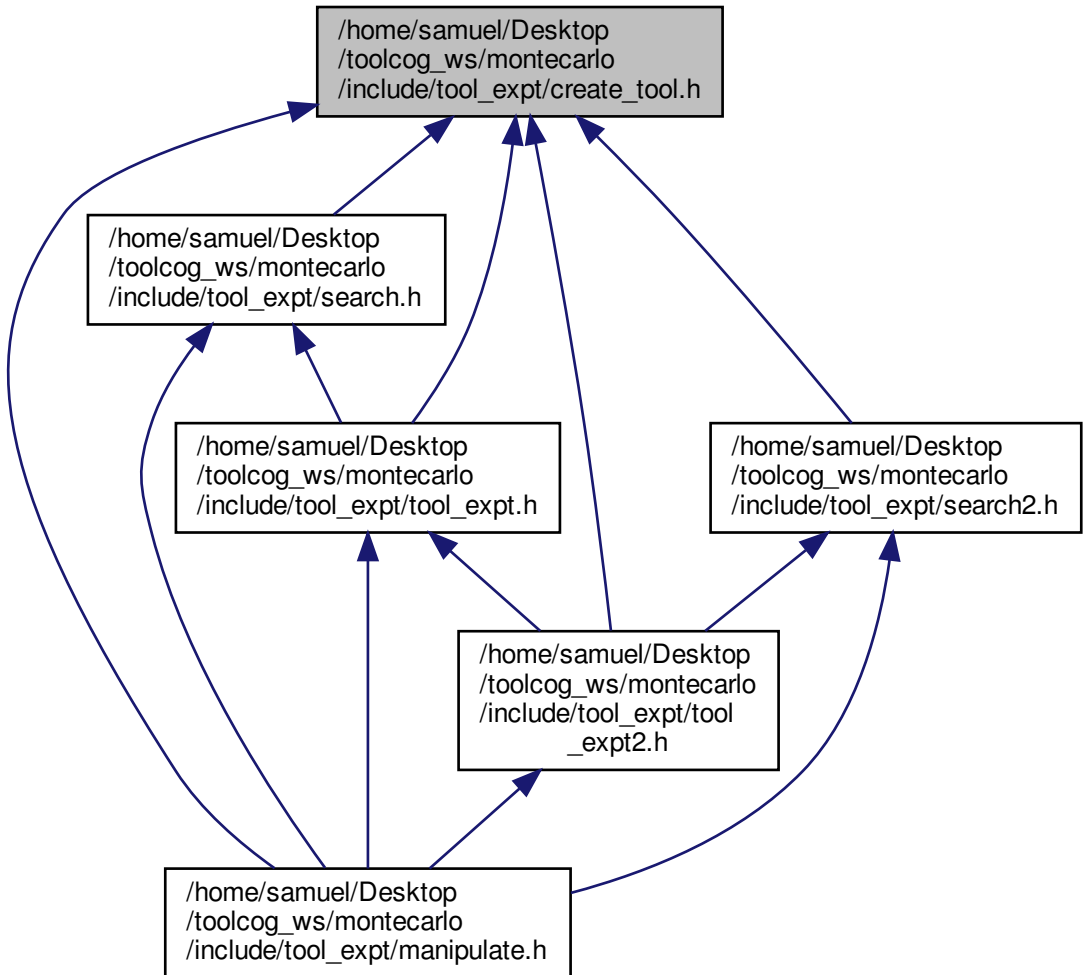 /home/samuel/Desktop
/toolcog_ws/montecarlo
/include/tool_expt/create_tool.h
/home/samuel/Desktop
/toolcog_ws/montecarlo
/include/tool_expt/search.h
/home/samuel/Desktop
/toolcog_ws/montecarlo
/include/tool_expt/tool_expt.h
/home/samuel/Desktop
/toolcog_ws/montecarlo
/include/tool_expt/search2.h
/home/samuel/Desktop
/toolcog_ws/montecarlo
/include/tool_expt/tool
_expt2.h
/home/samuel/Desktop
/toolcog_ws/montecarlo
/include/tool_expt/manipulate.h